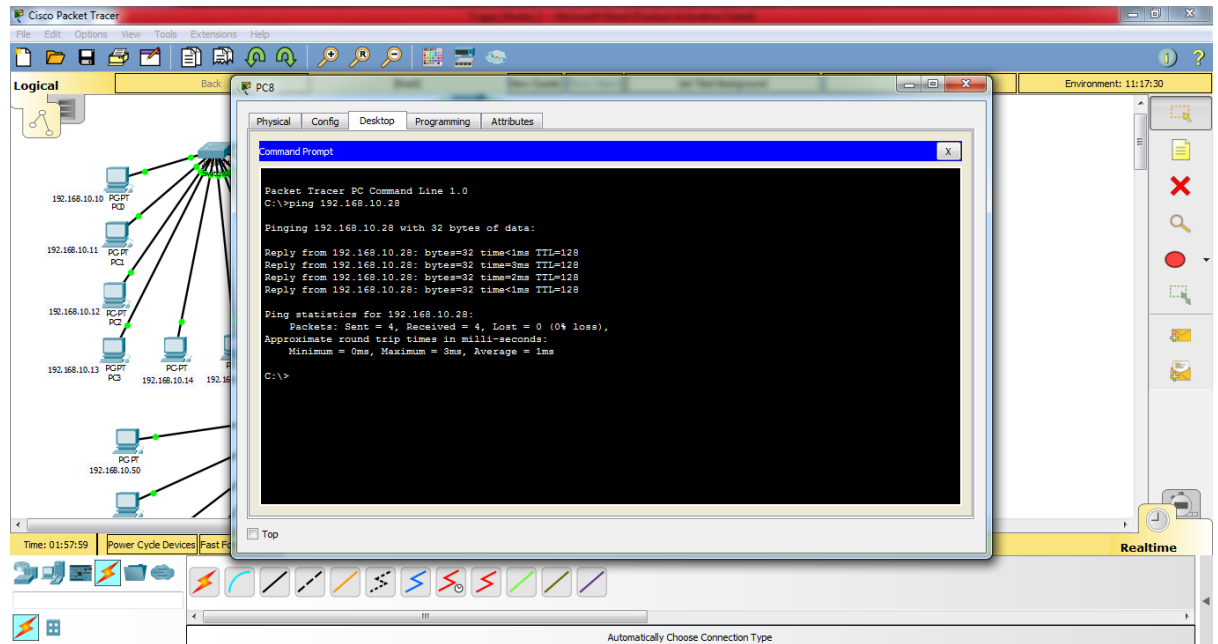 Cisco Packet Tracer
File Edit Options View Tools Extensions Help
Logical
Back
[Root]
Environment: 11:17:30
PC8
Physical Config Desktop Programming Attributes
Command Prompt
X
Packet Tracer PC Command Line 1.0
C:\>ping 192.168.10.28
Pinging 192.168.10.28 with 32 bytes of data:
Reply from 192.168.10.28: bytes=32 time<1ms TTL=128
Reply from 192.168.10.28: bytes=32 time=3ms TTL=128
Reply from 192.168.10.28: bytes=32 time=2ms TTL=128
Reply from 192.168.10.28: bytes=32 time<1ms TTL=128
Ping statistics for 192.168.10.28:
Packets: Sent = 4, Received = 4, Lost = 0 (0% loss),
Approximate round trip times in milli-seconds:
Minimum = 0ms, Maximum = 3ms, Average = 1ms
C:\>
Top
192.168.10.10 PC-PT
PC0
192.168.10.11 PC-PT
PC1
192.168.10.12 PC-PT
PC2
192.168.10.13 PC-PT
PC3
PC-PT
192.168.10.14
192.16
PC-PT
192.168.10.50
Time: 01:57:59
Power Cycle Devices
Fast Fo
Realtime
Automatically Choose Connection Type